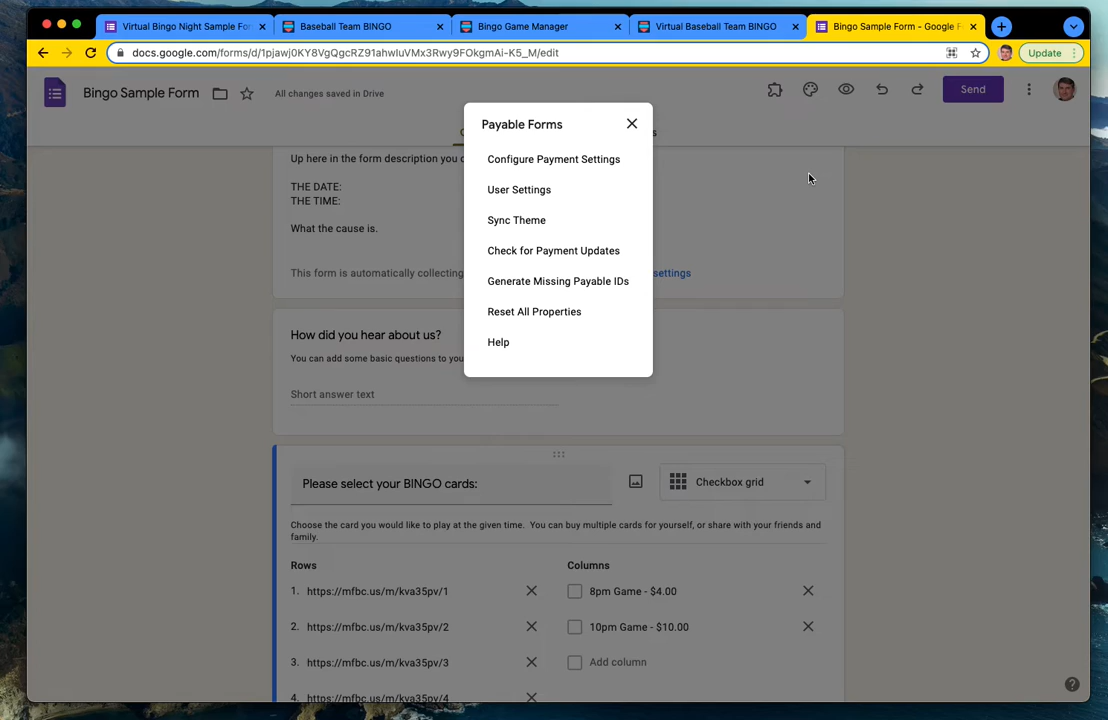 Virtual Bingo Night Sample For
Baseball Team BINGO
Bingo Game Manager
Virtual Baseball Team BINGO
Bingo Sample Form - Google F
docs.google.com/forms/d/1pjawj0KY8VgQgcRZ91ahwIuVMx3Rwy9FOkgmAi-K5_M/edit
Update
Bingo Sample Form
All changes saved in Drive
Send
Payable Forms
Configure Payment Settings
User Settings
Sync Theme
Check for Payment Updates
Generate Missing Payable IDs
Reset All Properties
Help
Up here in the form description you c
THE DATE:
THE TIME:
What the cause is.
This form is automatically collecting
settings
How did you hear about us?
You can add some basic questions to you
Short answer text
Please select your BINGO cards:
Checkbox grid
Choose the card you would like to play at the given time. You can buy multiple cards for yourself, or share with your friends and
family.
Rows
Columns
1. https://mfbc.us/m/kva35pv/1
8pm Game - $4.00
2. https://mfbc.us/m/kva35pv/2
10pm Game - $10.00
3. https://mfbc.us/m/kva35pv/3
Add column
4. https://mfbc.us/m/kva35pv/4